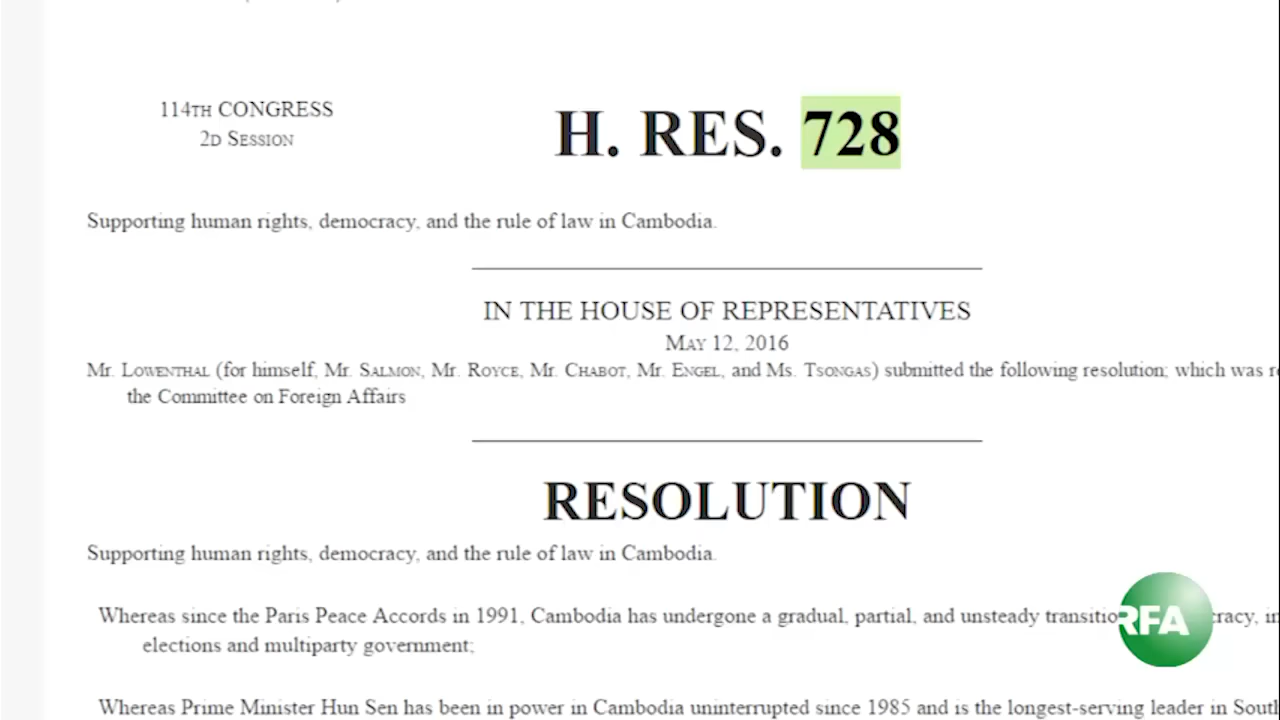 114TH CONGRESS
2D SESSION
H. RES. 728
Supporting human rights, democracy, and the rule of law in Cambodia.
IN THE HOUSE OF REPRESENTATIVES
MAY 12, 2016
Mr. LOWENTHAL (for himself, Mr. SALMON, Mr. ROYCE, Mr. CHABOT, Mr. ENGEL, and Ms. TSONGAS) submitted the following resolution; which was
the Committee on Foreign Affairs
RESOLUTION
Supporting human rights, democracy, and the rule of law in Cambodia.
Whereas since the Paris Peace Accords in 1991, Cambodia has undergone a gradual, partial, and unsteady
elections and multiparty government;
RFA
Whereas Prime Minister Hun Sen has been in power in Cambodia uninterrupted since 1985 and is the longest-serving leader in